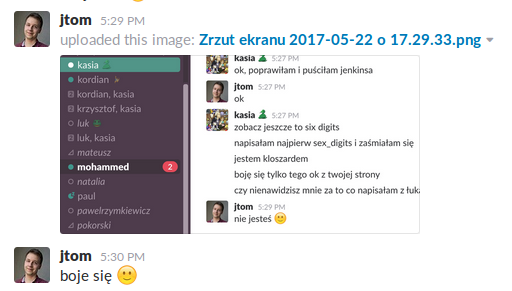 jtom 5:29 PM
uploaded this image: Zrzut ekranu 2017-05-22 o 17.29.33.png
kasia
kordian
kordian, kasia
krzysztof, kasia
luk
luk, kasia
mateusz
mohammed 2
natalia
paul
pawelrzymkiewicz
pokorski
kasia 5:27 PM
ok, poprawiłam i puściłam jenkinsa
jtom 5:27 PM
ok
kasia 5:27 PM
zobacz jeszcze to six digits
napisałam najpierw sex_digits i zaśmiałam się
jestem kloszardem
boję się tylko tego ok z twojej strony
czy nienawidzisz mnie za to co napisałam z łuka
jtom 5:29 PM
nie jesteś
jtom 5:30 PM
boje się